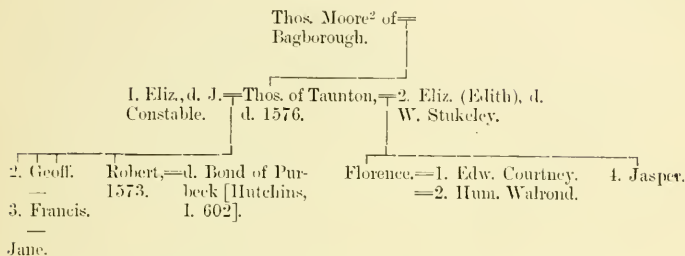 Thos. Moore² of
Bagborough.
1. Eliz., d. J. Thos. of Taunton, 2. Eliz. (Edith), d.
Constable. d. 1576. W. Stukeley.
2. Geoff. Robert,=d. Bond of Pur- Florence.=1. Edw. Courtney. 4. Jasper.
— 1573. beck [Hutchins, =2. Hum. Walrond.
3. Francis. I. 602].
—
Jane.